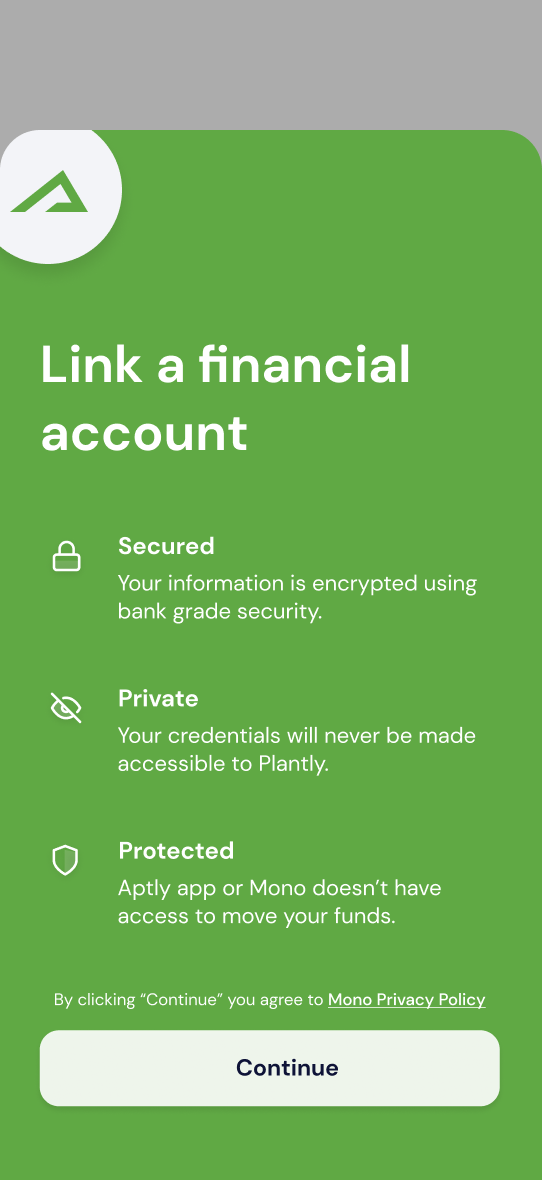 Link a financial
account
Secured
Your information is encrypted using
bank grade security.
Private
Your credentials will never be made
accessible to Plantly.
Protected
Aptly app or Mono doesn’t have
access to move your funds.
By clicking “Continue” you agree to Mono Privacy Policy
Continue